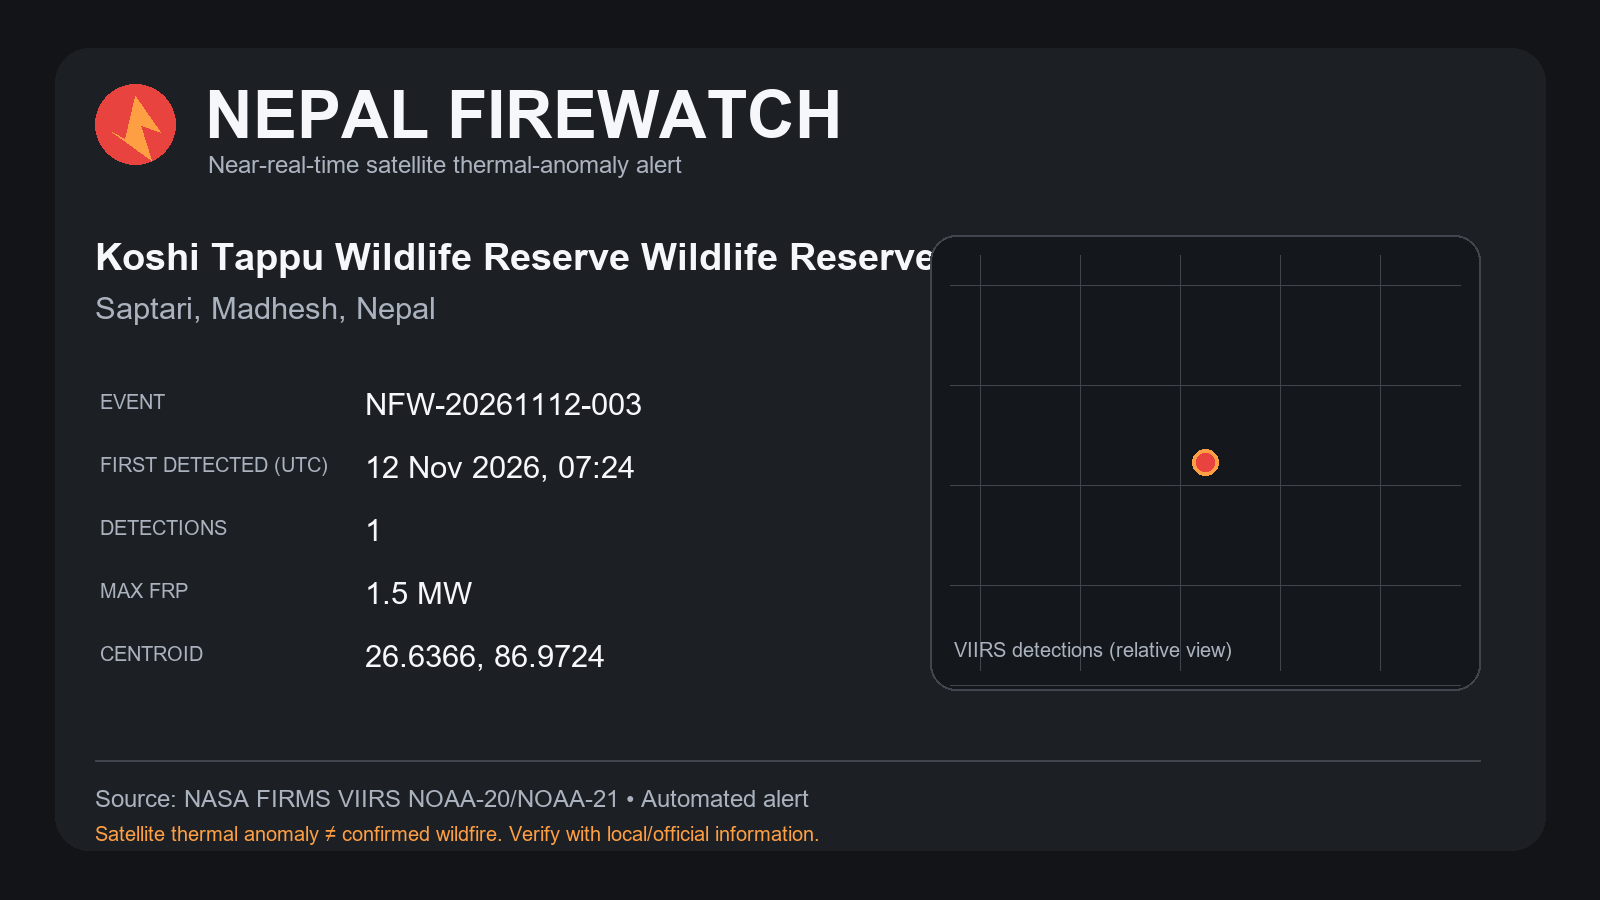 NEPAL FIREWATCH
Near-real-time satellite thermal-anomaly alert
Koshi Tappu Wildlife Reserve Wildlife Reserve
Saptari, Madhesh, Nepal
EVENT NFW-20261112-003
FIRST DETECTED (UTC) 12 Nov 2026, 07:24
DETECTIONS 1
MAX FRP 1.5 MW
CENTROID 26.6366, 86.9724
VIIRS detections (relative view)
Source: NASA FIRMS VIIRS NOAA-20/NOAA-21 • Automated alert
Satellite thermal anomaly ≠ confirmed wildfire. Verify with local/official information.